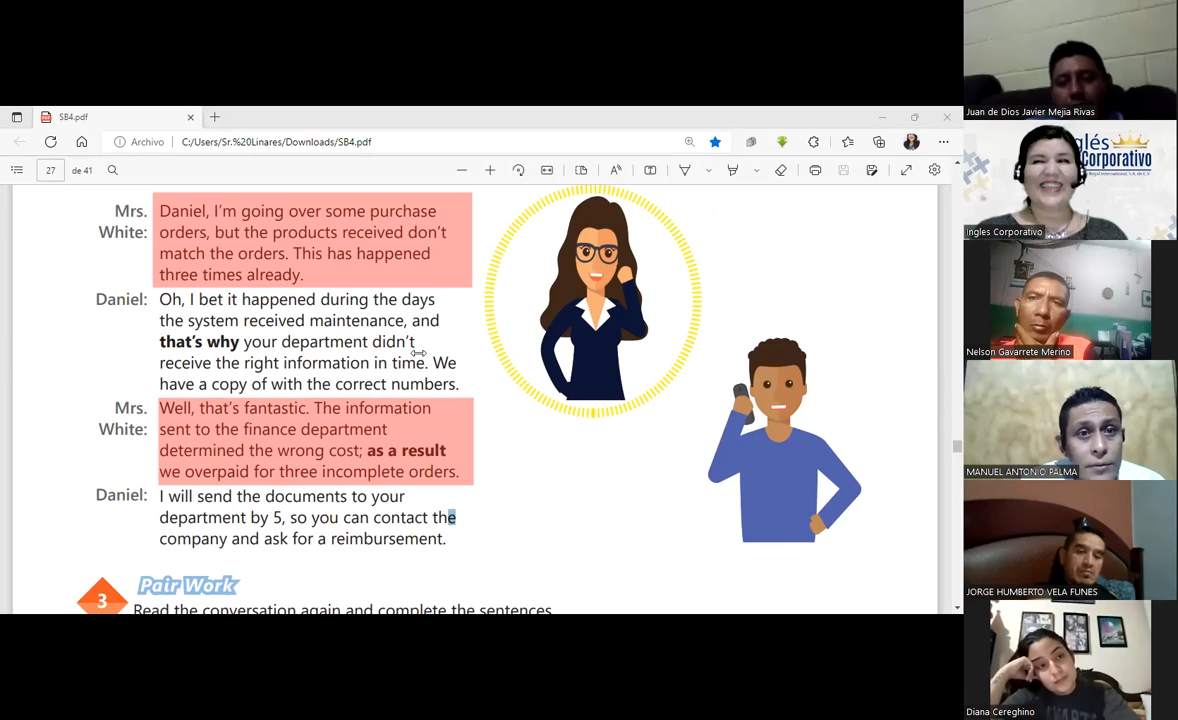 SB4.pdf
Archivo
C:/Users/Sr.%20Linares/Downloads/SB4.pdf
27
de 41
Mrs. White:
Daniel, I'm going over some purchase
orders, but the products received don't
match the orders. This has happened
three times already.
Daniel:
Oh, I bet it happened during the days
the system received maintenance, and
that's why your department didn't
receive the right information in time. We
have a copy of with the correct numbers.
Mrs. White:
Well, that's fantastic. The information
sent to the finance department
determined the wrong cost; as a result
we overpaid for three incomplete orders.
Daniel:
I will send the documents to your
department by 5, so you can contact the
company and ask for a reimbursement.
3
Pair Work
Read the conversation again and complete the sentences
Juan de Dios Javier Mejia Rivas
nglés
Corporativo
Ingles Corporativo
Nelson Gavarrete Merino
MANUEL ANTONIO PALMA
JORGE HUMBERTO VELA FUNES
Diana Cereghino